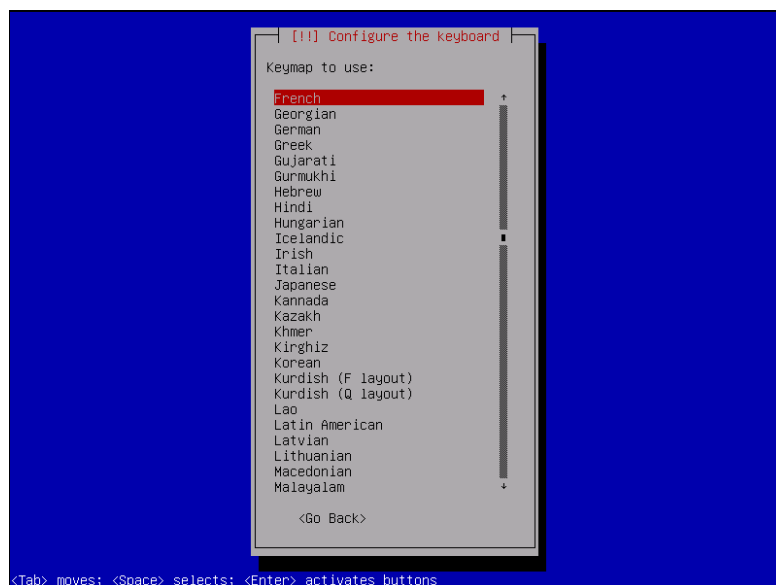 [!!] Configure the keyboard
Keymap to use:
French
Georgian
German
Greek
Gujarati
Gurmukhi
Hebrew
Hindi
Hungarian
Icelandic
Irish
Italian
Japanese
Kannada
Kazakh
Khmer
Kirghiz
Korean
Kurdish (F layout)
Kurdish (Q layout)
Lao
Latin American
Latvian
Lithuanian
Macedonian
Malayalam
<Go Back>
<Tab> moves; <Space> selects; <Enter> activates buttons